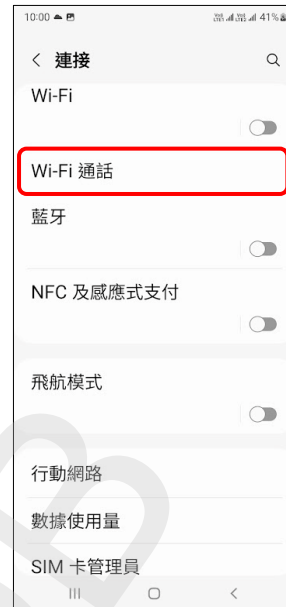 10:00 41%
連接
Wi-Fi
Wi-Fi 通話
藍牙
NFC 及感應式支付
飛航模式
行動網路
數據使用量
SIM 卡管理員